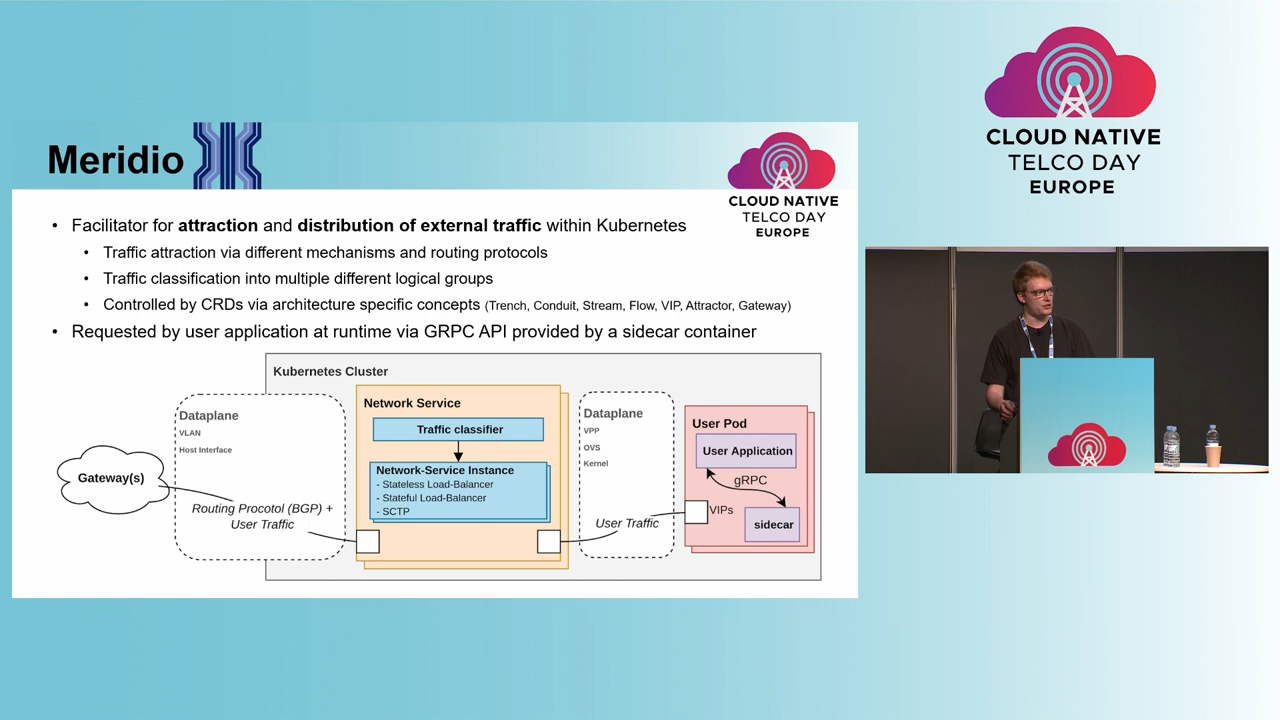 Meridio
CLOUD NATIVE
TELCO DAY
EUROPE
• Facilitator for attraction and distribution of external traffic within Kubernetes
• Traffic attraction via different mechanisms and routing protocols
• Traffic classification into multiple different logical groups
• Controlled by CRDs via architecture specific concepts (Trench, Conduit, Stream, Flow, VIP, Attractor, Gateway)
• Requested by user application at runtime via GRPC API provided by a sidecar container
Kubernetes Cluster
Gateway(s)
Dataplane
VLAN
Host Interface
Routing Procotol (BGP) +
User Traffic
Network Service
Traffic classifier
Network-Service Instance
- Stateless Load-Balancer
- Stateful Load-Balancer
- SCTP
Dataplane
VPP
OVS
Kernel
User Traffic
User Pod
User Application
gRPC
VIPs
sidecar
CLOUD NATIVE
TELCO DAY
EUROPE